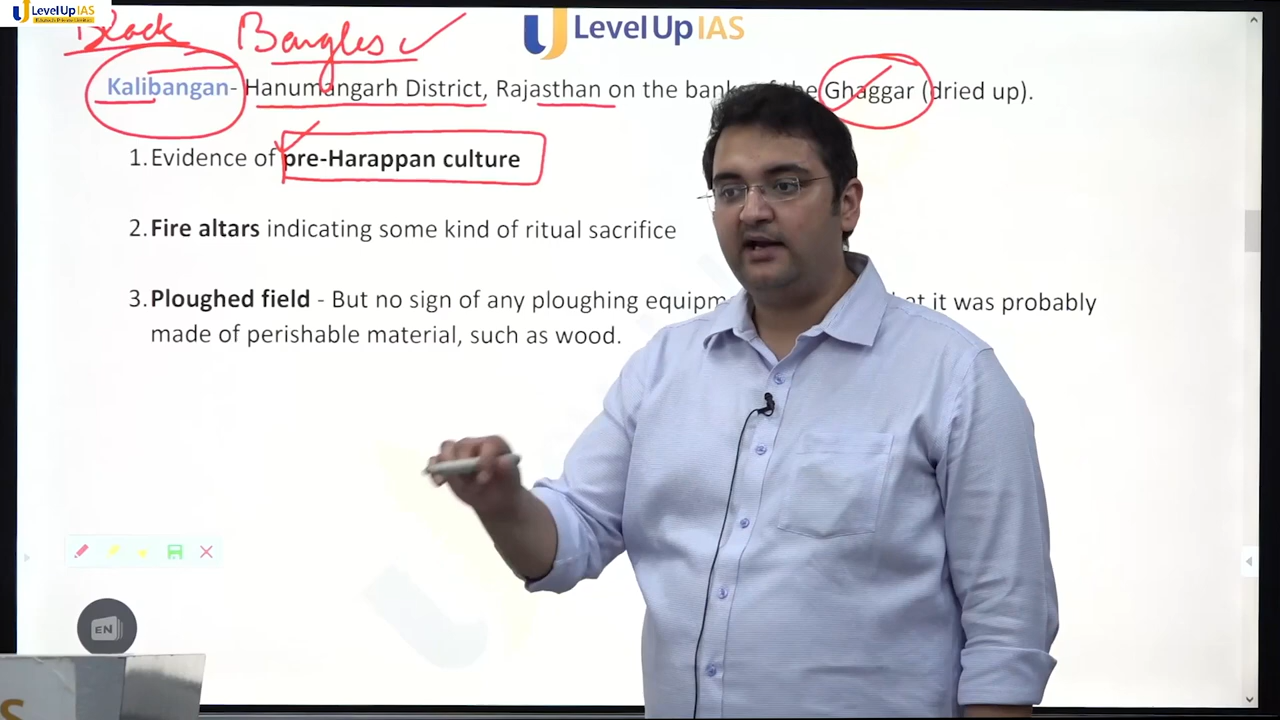 LevelUp IAS
Black Bangles
LevelUp IAS
Kalibangan- Hanumangarh District, Rajasthan on the bank of the Ghaggar (dried up).
1. Evidence of pre-Harappan culture
2. Fire altars indicating some kind of ritual sacrifice
3. Ploughed field - But no sign of any ploughing at it was probably
made of perishable material, such as wood.
EN
AS